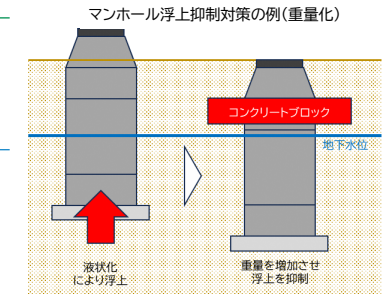 マンホール浮上抑制対策の例(重量化)
コンクリートブロック
地下水位
液状化
により浮上
重量を増加させ
浮上を抑制